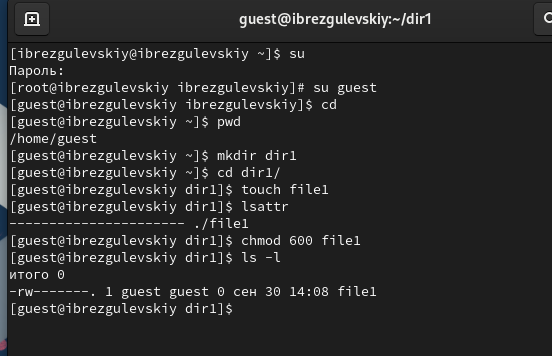 guest@ibrezgulevskiy:~/dir1
[ibrezgulevskiy@ibrezgulevskiy ~]$ su
Пароль:
[root@ibrezgulevskiy ibrezgulevskiy]# su guest
[guest@ibrezgulevskiy ibrezgulevskiy]$ cd
[guest@ibrezgulevskiy ~]$ pwd
/home/guest
[guest@ibrezgulevskiy ~]$ mkdir dir1
[guest@ibrezgulevskiy ~]$ cd dir1/
[guest@ibrezgulevskiy dir1]$ touch file1
[guest@ibrezgulevskiy dir1]$ lsattr
---------------------- ./file1
[guest@ibrezgulevskiy dir1]$ chmod 600 file1
[guest@ibrezgulevskiy dir1]$ ls -l
итого 0
-rw-------. 1 guest guest 0 сен 30 14:08 file1
[guest@ibrezgulevskiy dir1]$